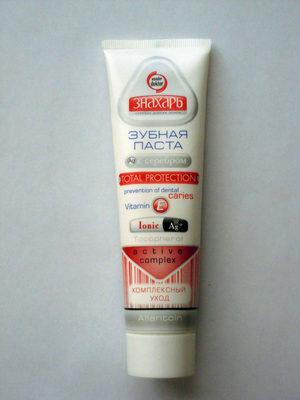 ЗНАХАРЬ
ЗУБНАЯ
ПАСТА
Ag с серебром
TOTAL PROTECTION
prevention of dental
caries
Vitamin E
Ionic Ag+
Tocopherol
active
complex
КОМПЛЕКСНЫЙ
УХОД
Allantoin